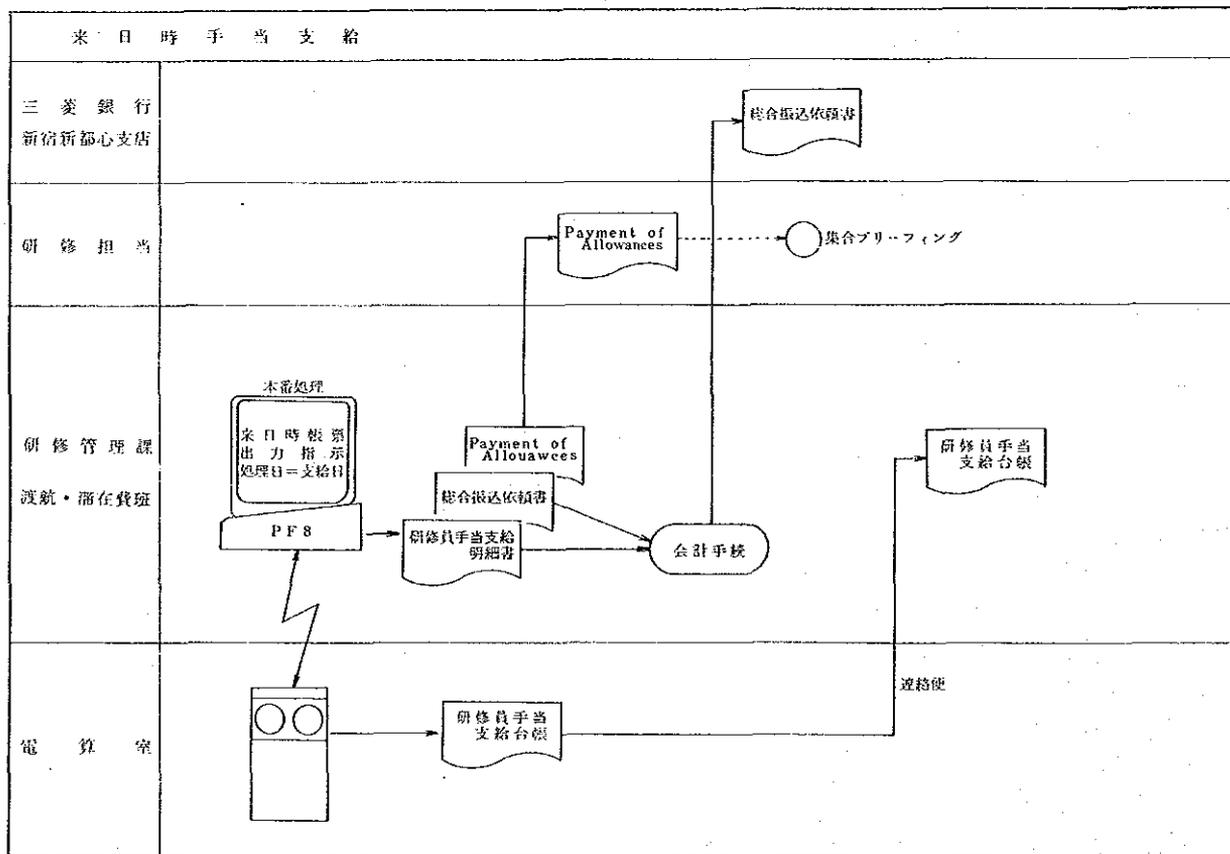 来日時手当支給
三菱銀行
新宿新都心支店
総合振込依頼書
研修担当
Payment of
Allowances
集合ブリーフィング
研修管理課
渡航・滞在費班
本番処理
来日時帳票
出力指示
処理日=支給日
PF8
Payment of
Allouawcees
総合振込依頼書
研修員手当支給
明細書
会計手続
研修員手当
支給台帳
電算室
研修員手当
支給台帳
連絡便